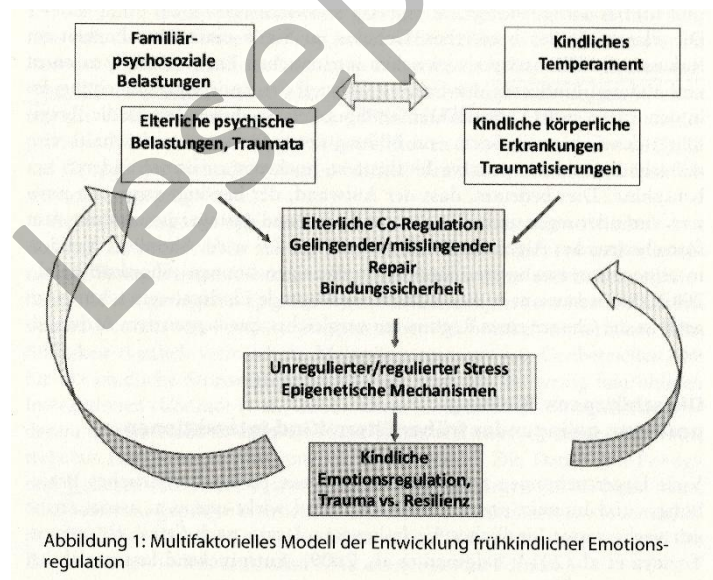 Familiär-
psychosoziale
Belastungen
Kindliches
Temperament
Elterliche psychische
Belastungen, Traumata
Kindliche körperliche
Erkrankungen
Traumatisierungen
Elterliche Co-Regulation
Gelingender/misslingender
Repair
Bindungssicherheit
Unregulierter/regulierter Stress
Epigenetische Mechanismen
Kindliche
Emotionsregulation,
Trauma vs. Resilienz
Abbildung 1: Multifaktorielles Modell der Entwicklung frühkindlicher Emotions-
regulation